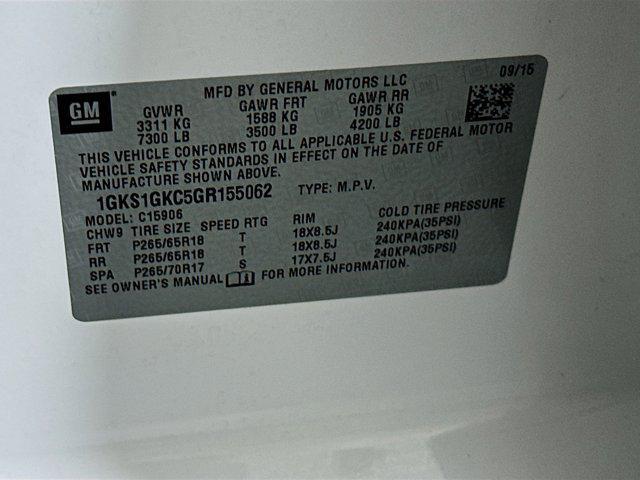 GM
MFD BY GENERAL MOTORS LLC 09/15
GVWR GAWR FRT GAWR RR
3311 KG 1588 KG 1905 KG
7300 LB 3500 LB 4200 LB
THIS VEHICLE CONFORMS TO ALL APPLICABLE U.S. FEDERAL MOTOR
VEHICLE SAFETY STANDARDS IN EFFECT ON THE DATE OF
MANUFACTURE SHOWN ABOVE.
1GKS1GKC5GR155062 TYPE: M.P.V.
MODEL: C15906
CHW9 TIRE SIZE SPEED RTG RIM COLD TIRE PRESSURE
FRT P265/65R18 T 18X8.5J 240KPA(35PSI)
RR P265/65R18 T 18X8.5J 240KPA(35PSI)
SPA P265/70R17 S 17X7.5J 240KPA(35PSI)
SEE OWNER'S MANUAL FOR MORE INFORMATION.